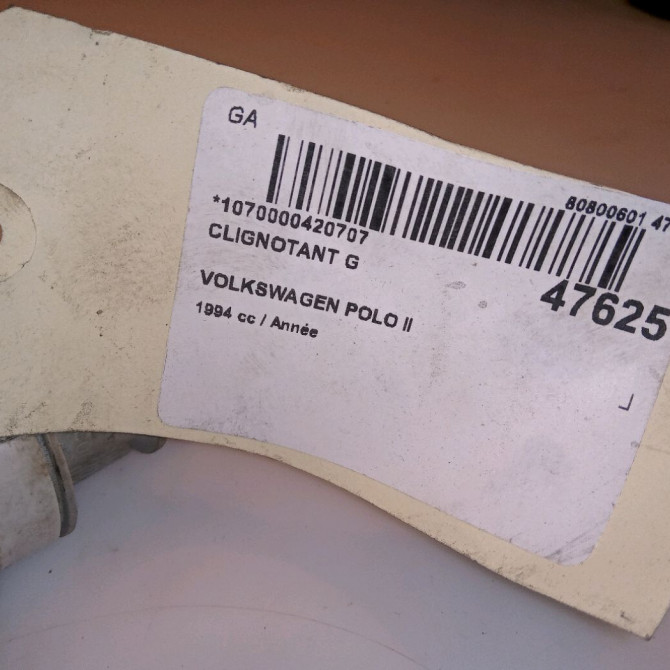 GA
80800601 47
*1070000420707
CLIGNOTANT G
47625
VOLKSWAGEN POLO II
1994 cc / Année